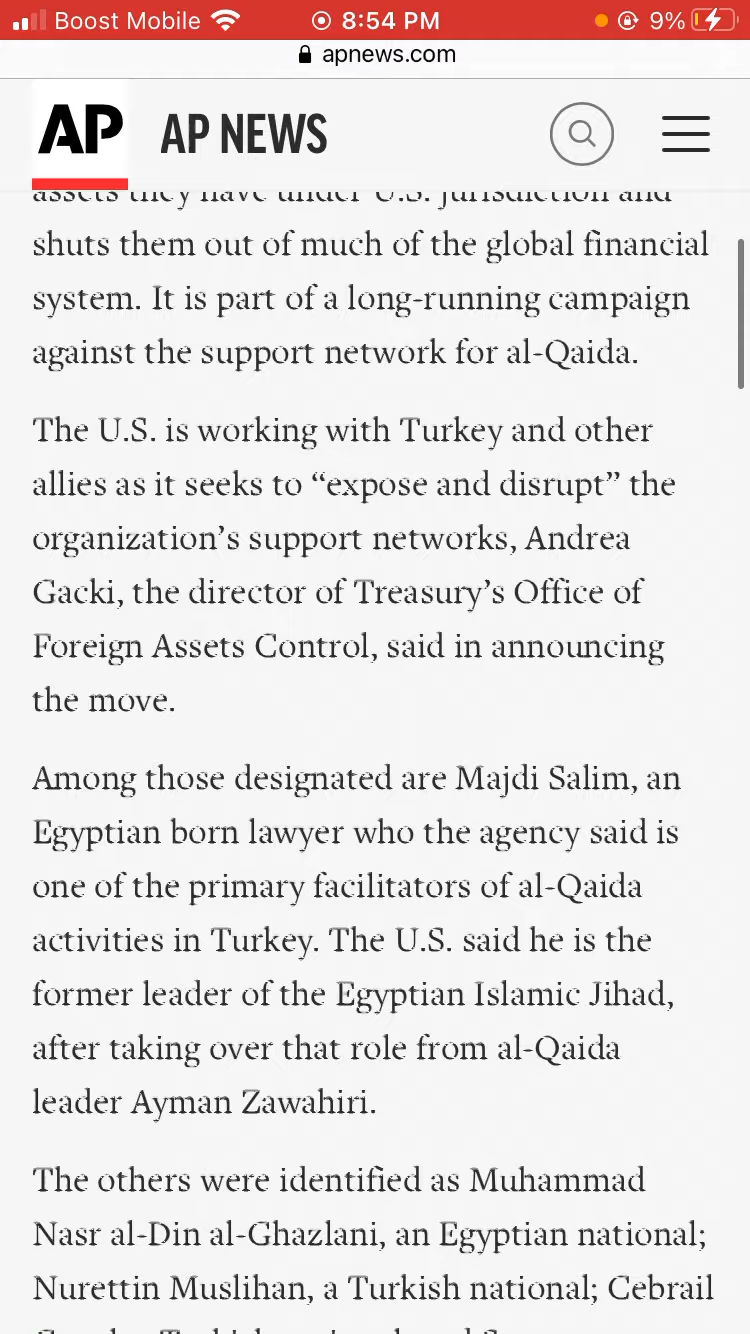 Boost Mobile 8:54 PM 9%
apnews.com
AP AP NEWS
assets they have under U.S. jurisdiction and
shuts them out of much of the global financial
system. It is part of a long-running campaign
against the support network for al-Qaida.
The U.S. is working with Turkey and other
allies as it seeks to “expose and disrupt” the
organization’s support networks, Andrea
Gacki, the director of Treasury’s Office of
Foreign Assets Control, said in announcing
the move.
Among those designated are Majdi Salim, an
Egyptian born lawyer who the agency said is
one of the primary facilitators of al-Qaida
activities in Turkey. The U.S. said he is the
former leader of the Egyptian Islamic Jihad,
after taking over that role from al-Qaida
leader Ayman Zawahiri.
The others were identified as Muhammad
Nasr al-Din al-Ghazlani, an Egyptian national;
Nurettin Muslihan, a Turkish national; Cebrail